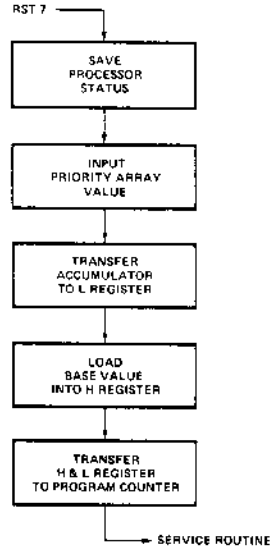 RST 7
SAVE
PROCESSOR
STATUS
INPUT
PRIORITY ARRAY
VALUE
TRANSFER
ACCUMULATOR
TO L REGISTER
LOAD
BASE VALUE
INTO H REGISTER
TRANSFER
H & L REGISTER
TO PROGRAM COUNTER
SERVICE ROUTINE